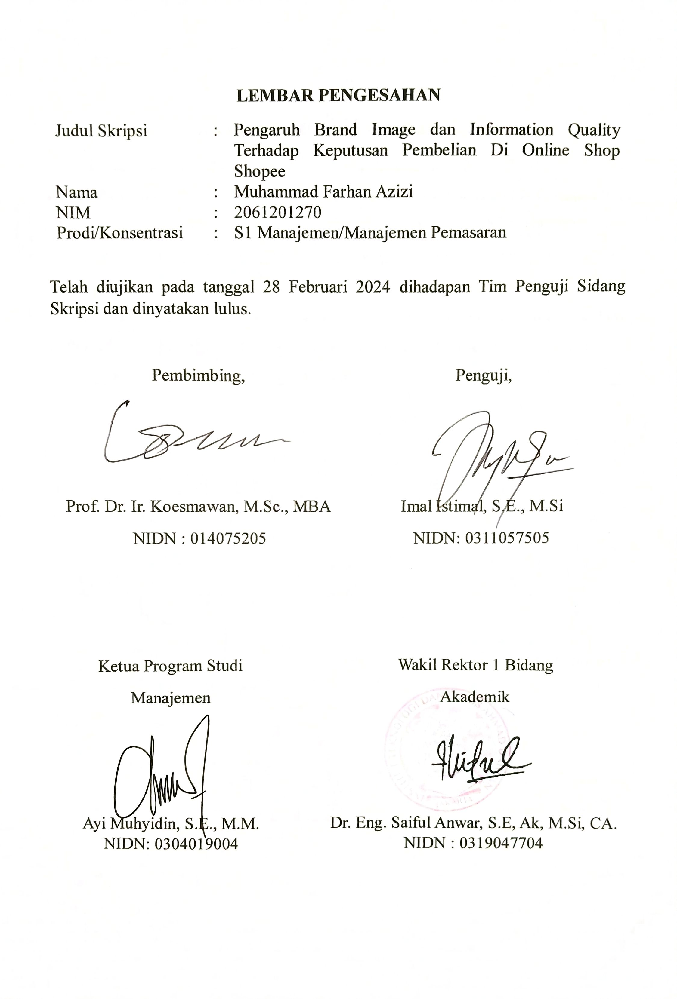 LEMBAR PENGESAHAN
Judul Skripsi : Pengaruh Brand Image dan Information Quality
Terhadap Keputusan Pembelian Di Online Shop
Shopee
Nama : Muhammad Farhan Azizi
NIM : 2061201270
Prodi/Konsentrasi : S1 Manajemen/Manajemen Pemasaran
Telah diujikan pada tanggal 28 Februari 2024 dihadapan Tim Penguji Sidang
Skripsi dan dinyatakan lulus.
Pembimbing, Penguji,
Prof. Dr. Ir. Koesmawan, M.Sc., MBA Imal Istimal, S.E., M.Si
NIDN : 014075205 NIDN: 0311057505
Ketua Program Studi Wakil Rektor 1 Bidang
Manajemen Akademik
Ayi Muhyidin, S.E., M.M. Dr. Eng. Saiful Anwar, S.E, Ak, M.Si, CA.
NIDN: 0304019004 NIDN : 0319047704